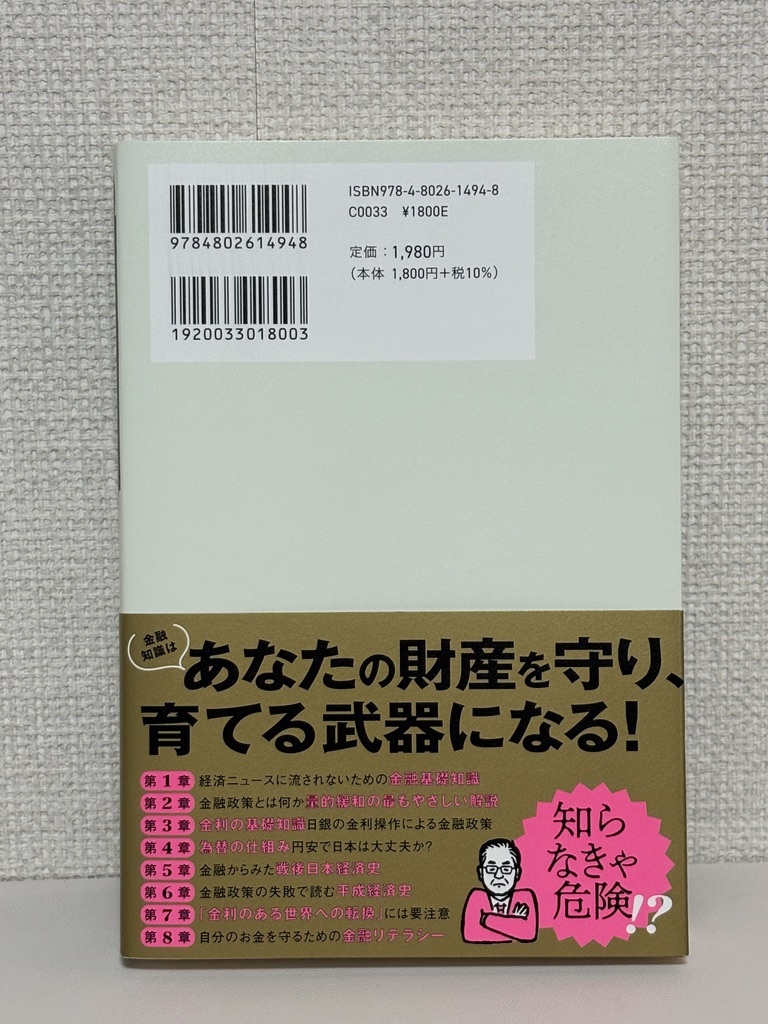 9784802614948
ISBN978-4-8026-1494-8
C0033 ¥1800E
定価：1,980円
（本体 1,800円＋税10%）
1920033018003
金融
知識は
あなたの財産を守り、
育てる武器になる！
第1章 経済ニュースに流されないための金融基礎知識
第2章 金融政策とは何か量的緩和の最もやさしい解説
第3章 金利の基礎知識日銀の金利操作による金融政策
第4章 為替の仕組み円安で日本は大丈夫か？
第5章 金融からみた戦後日本経済史
第6章 金融政策の失敗で読む平成経済史
第7章 「金利のある世界への転換」には要注意
第8章 自分のお金を守るための金融リテラシー
知ら
なきゃ
危険!?